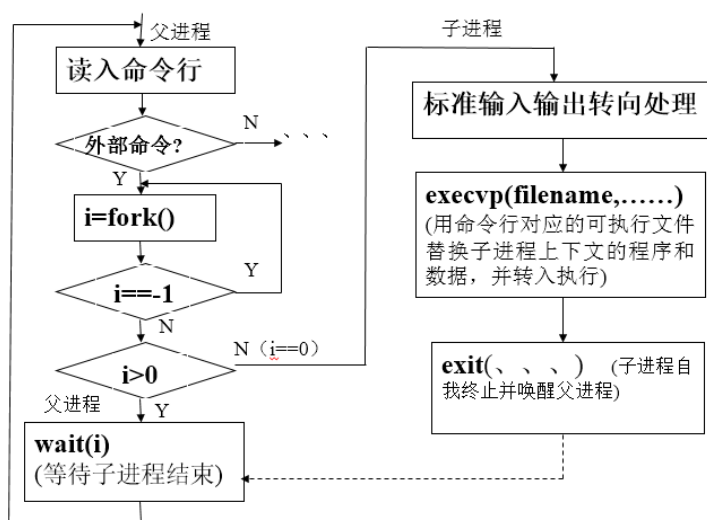 父进程
读入命令行
外部命令?
N
、、、
Y
i=fork()
i==-1
Y
N
i>0
N（i==0）
父进程
Y
wait(i)
(等待子进程结束)
子进程
标准输入输出转向处理
execvp(filename,……)
(用命令行对应的可执行文件
替换子进程上下文的程序和
数据，并转入执行)
exit(、、、) (子进程自
我终止并唤醒父进程)